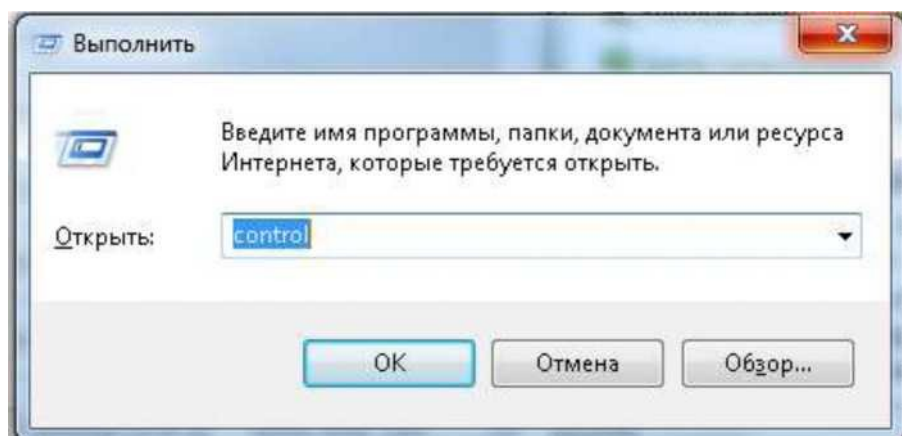 Выполнить
Введите имя программы, папки, документа или ресурса
Интернета, которые требуется открыть.
Открыть:
control
OK
Отмена
Обзор...